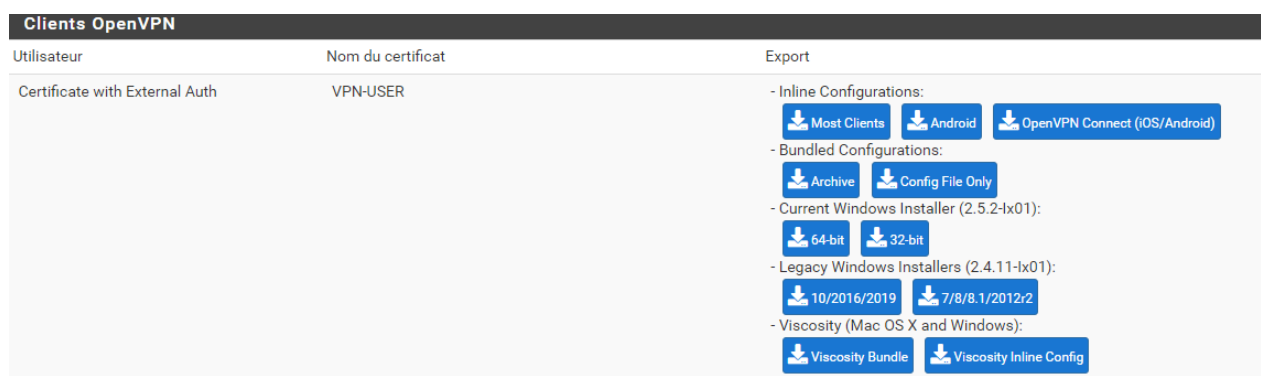 Clients OpenVPN
Utilisateur Nom du certificat Export
Certificate with External Auth VPN-USER - Inline Configurations:
Most Clients Android OpenVPN Connect (iOS/Android)
- Bundled Configurations:
Archive Config File Only
- Current Windows Installer (2.5.2-Ix01):
64-bit 32-bit
- Legacy Windows Installers (2.4.11-Ix01):
10/2016/2019 7/8/8.1/2012r2
- Viscosity (Mac OS X and Windows):
Viscosity Bundle Viscosity Inline Config